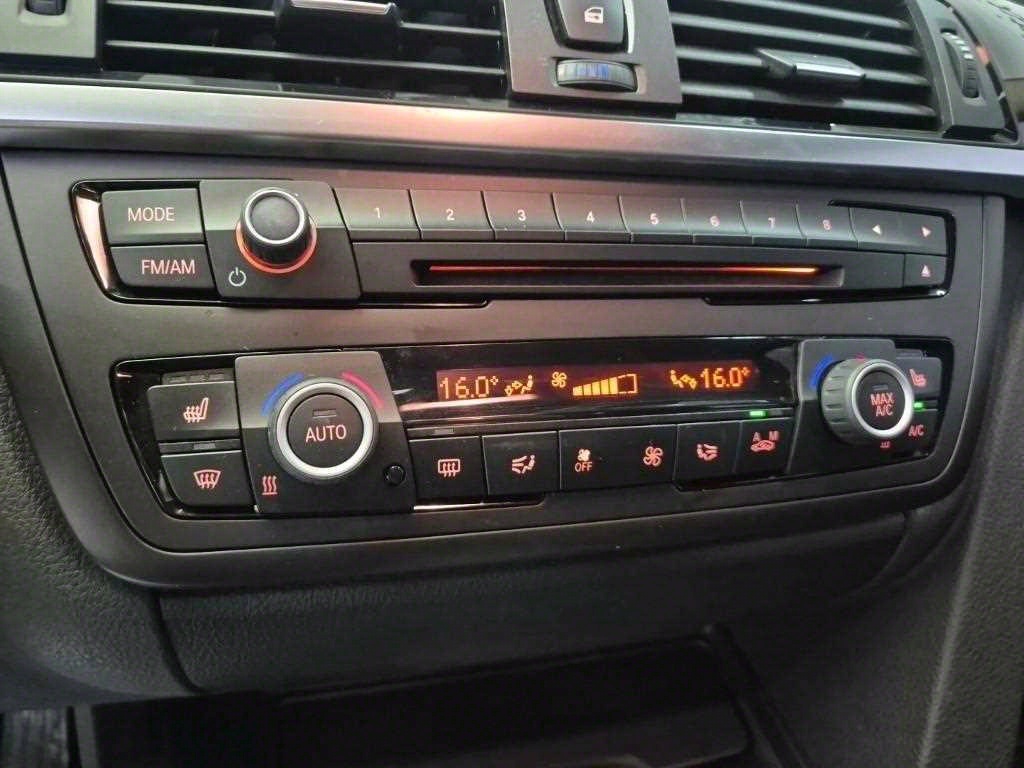 MODE
1 2 3 4 5 6 7 8
FM/AM
16.0° 16.0°
AUTO
MAX
A/C
A M
OFF
A/C